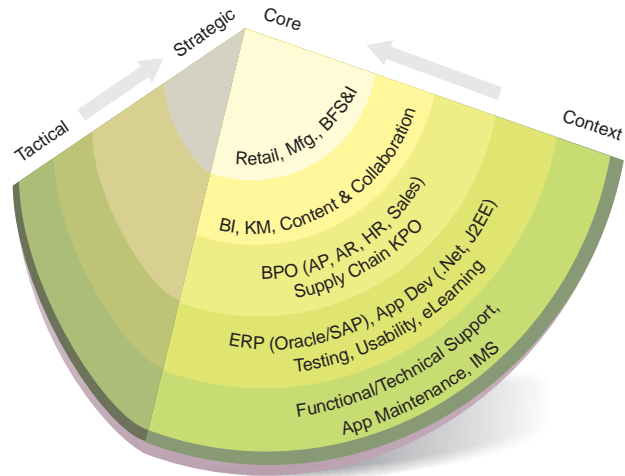 Strategic
Core
Tactical
Context
Retail, Mfg., BFS&I
BI, KM, Content & Collaboration
BPO (AP, AR, HR, Sales)
Supply Chain KPO
ERP (Oracle/SAP), App Dev (.Net, J2EE)
Testing, Usability, eLearning
Functional/Technical Support,
App Maintenance, IMS